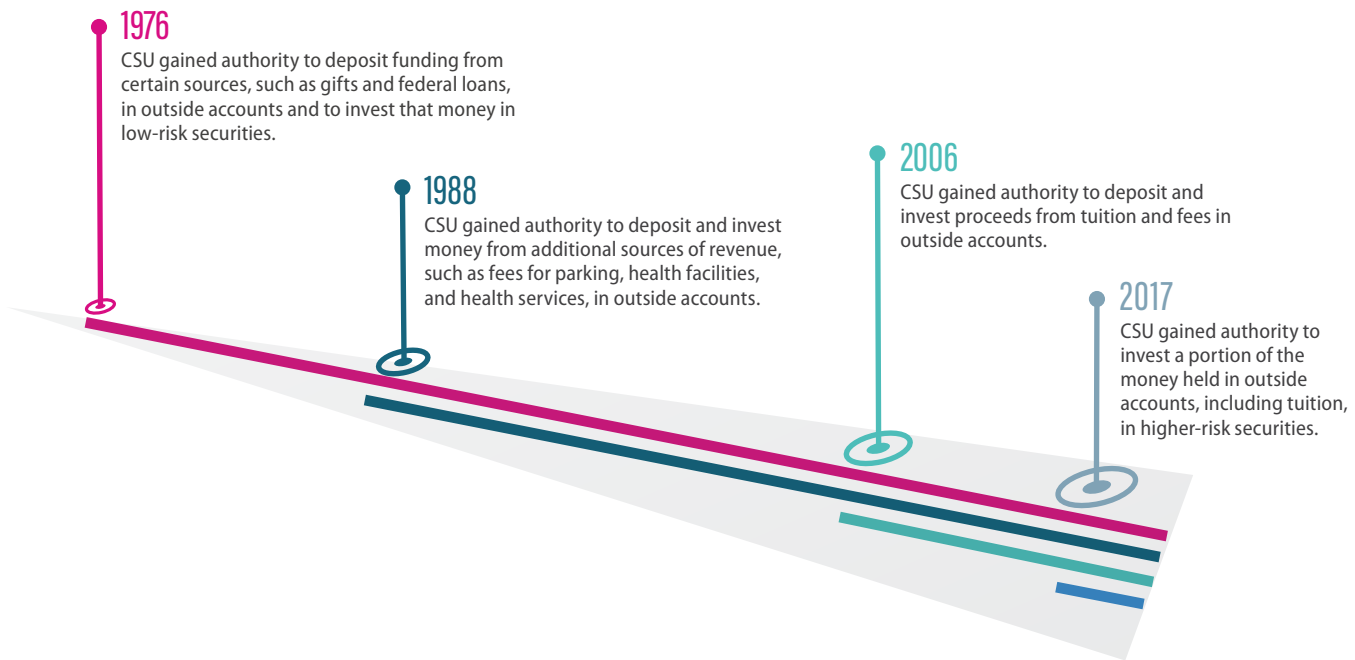 1976
CSU gained authority to deposit funding from
certain sources, such as gifts and federal loans,
in outside accounts and to invest that money in
low-risk securities.
1988
CSU gained authority to deposit and invest
money from additional sources of revenue,
such as fees for parking, health facilities,
and health services, in outside accounts.
2006
CSU gained authority to deposit and
invest proceeds from tuition and fees in
outside accounts.
2017
CSU gained authority to
invest a portion of the
money held in outside
accounts, including tuition,
in higher-risk securities.